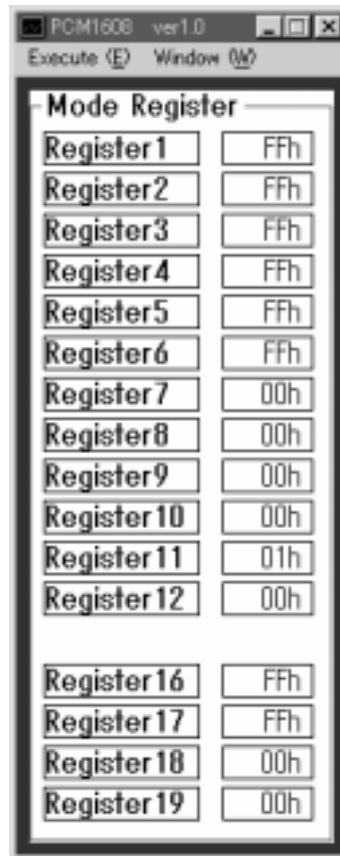 PCM1608 ver1.0
Execute (E) Window (W)
Mode Register
Register1 FFh
Register2 FFh
Register3 FFh
Register4 FFh
Register5 FFh
Register6 FFh
Register7 00h
Register8 00h
Register9 00h
Register10 00h
Register11 01h
Register12 00h
Register16 FFh
Register17 FFh
Register18 00h
Register19 00h